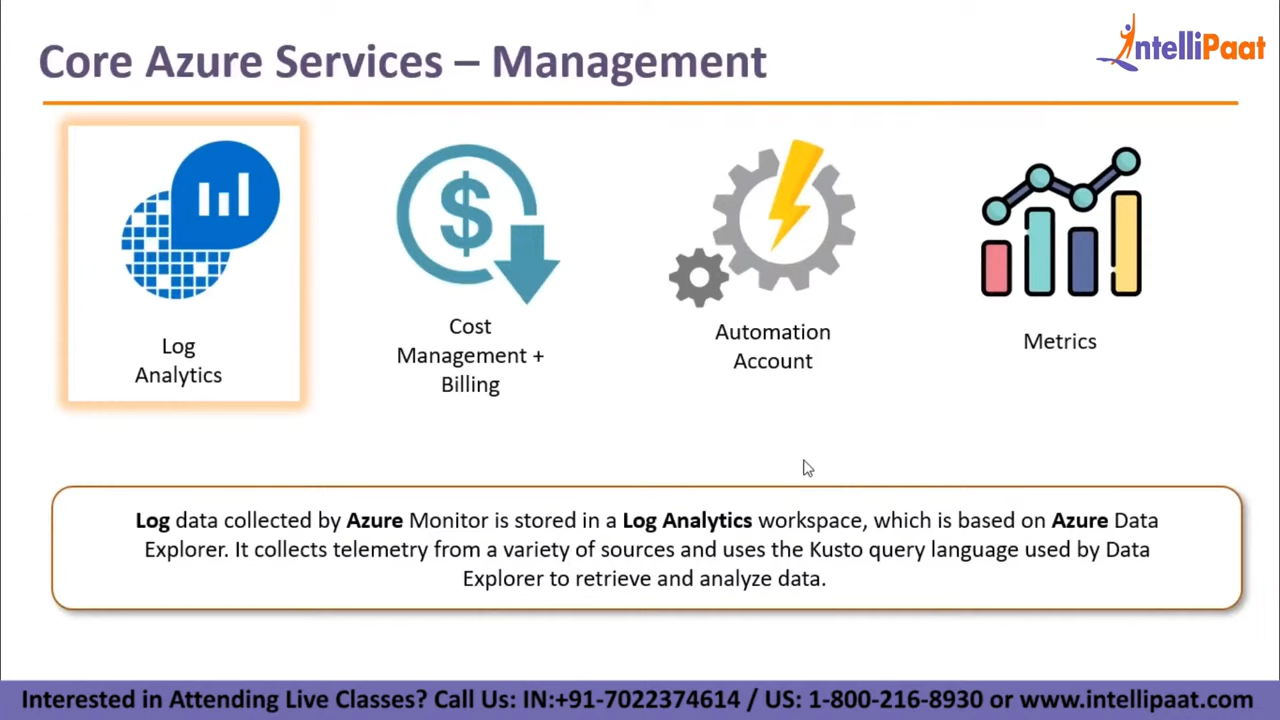 Core Azure Services – Management
IntelliPaat
Log
Analytics
Cost
Management +
Billing
Automation
Account
Metrics
Log data collected by Azure Monitor is stored in a Log Analytics workspace, which is based on Azure Data
Explorer. It collects telemetry from a variety of sources and uses the Kusto query language used by Data
Explorer to retrieve and analyze data.
Interested in Attending Live Classes? Call Us: IN:+91-7022374614 / US: 1-800-216-8930 or www.intellipaat.com